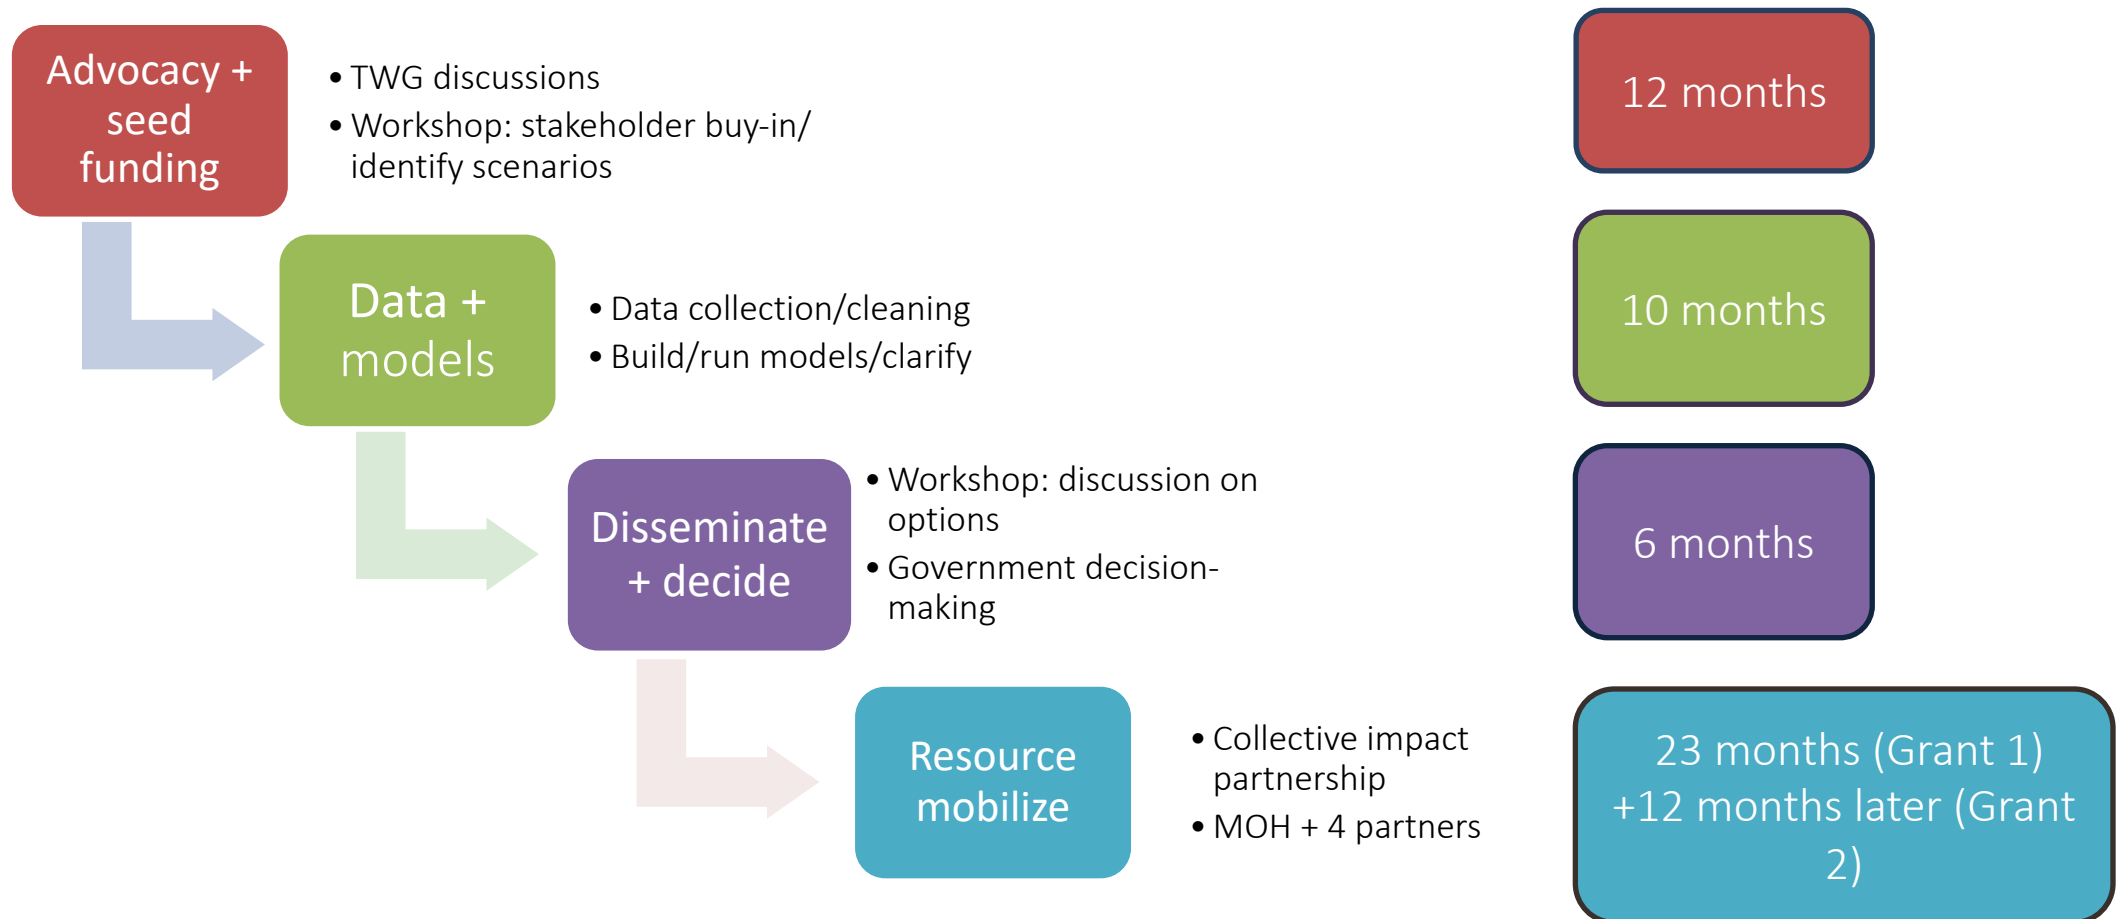 Advocacy +
seed
funding
• TWG discussions
• Workshop: stakeholder buy-in/
identify scenarios
12 months
Data +
models
• Data collection/cleaning
• Build/run models/clarify
10 months
Disseminate
+ decide
• Workshop: discussion on
options
• Government decision-
making
6 months
Resource
mobilize
• Collective impact
partnership
• MOH + 4 partners
23 months (Grant 1)
+12 months later (Grant
2)